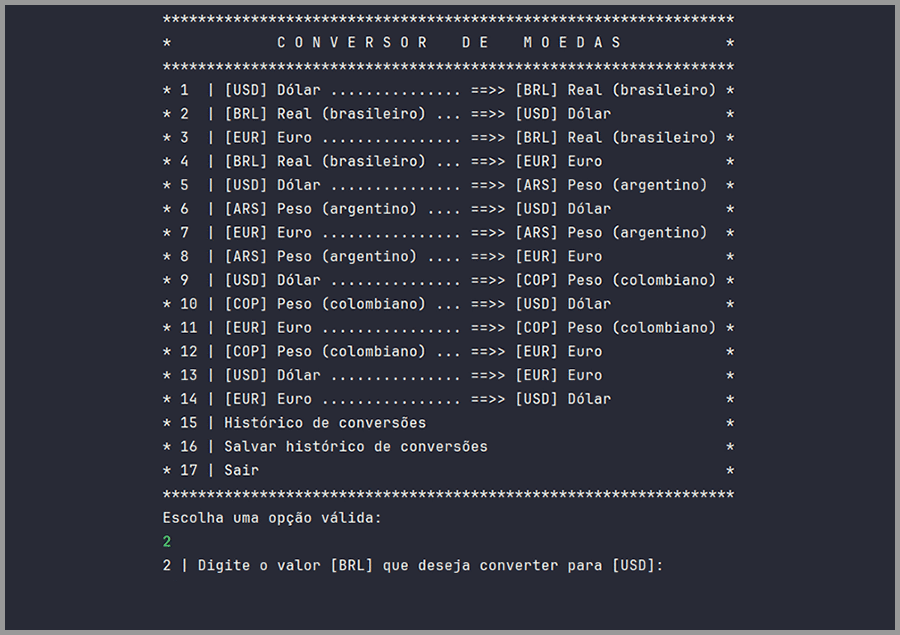 *****************************************************************
*            C O N V E R S O R    D E    M O E D A S            *
*****************************************************************
* 1  | [USD] Dólar ............... ==>> [BRL] Real (brasileiro) *
* 2  | [BRL] Real (brasileiro) ... ==>> [USD] Dólar             *
* 3  | [EUR] Euro ................ ==>> [BRL] Real (brasileiro) *
* 4  | [BRL] Real (brasileiro) ... ==>> [EUR] Euro              *
* 5  | [USD] Dólar ............... ==>> [ARS] Peso (argentino)  *
* 6  | [ARS] Peso (argentino) .... ==>> [USD] Dólar             *
* 7  | [EUR] Euro ................ ==>> [ARS] Peso (argentino)  *
* 8  | [ARS] Peso (argentino) .... ==>> [EUR] Euro              *
* 9  | [USD] Dólar ............... ==>> [COP] Peso (colombiano) *
* 10 | [COP] Peso (colombiano) ... ==>> [USD] Dólar             *
* 11 | [EUR] Euro ................ ==>> [COP] Peso (colombiano) *
* 12 | [COP] Peso (colombiano) ... ==>> [EUR] Euro              *
* 13 | [USD] Dólar ............... ==>> [EUR] Euro              *
* 14 | [EUR] Euro ................ ==>> [USD] Dólar             *
* 15 | Histórico de conversões                                  *
* 16 | Salvar histórico de conversões                           *
* 17 | Sair                                                     *
*****************************************************************
Escolha uma opção válida:
2
2 | Digite o valor [BRL] que deseja converter para [USD]: